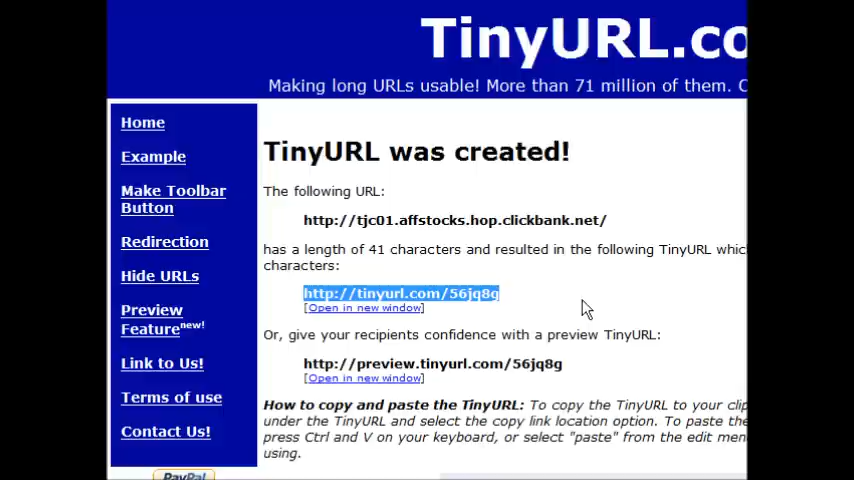 TinyURL.co
Making long URLs usable! More than 71 million of them. C
Home
Example
Make Toolbar
Button
Redirection
Hide URLs
Preview
Feature new!
Link to Us!
Terms of use
Contact Us!
PayPal
TinyURL was created!
The following URL:
http://tjc01.affstocks.hop.clickbank.net/
has a length of 41 characters and resulted in the following TinyURL whic
characters:
http://tinyurl.com/56jq8g
[Open in new window]
Or, give your recipients confidence with a preview TinyURL:
http://preview.tinyurl.com/56jq8g
[Open in new window]
How to copy and paste the TinyURL: To copy the TinyURL to your clip
under the TinyURL and select the copy link location option. To paste the
press Ctrl and V on your keyboard, or select "paste" from the edit men
using.